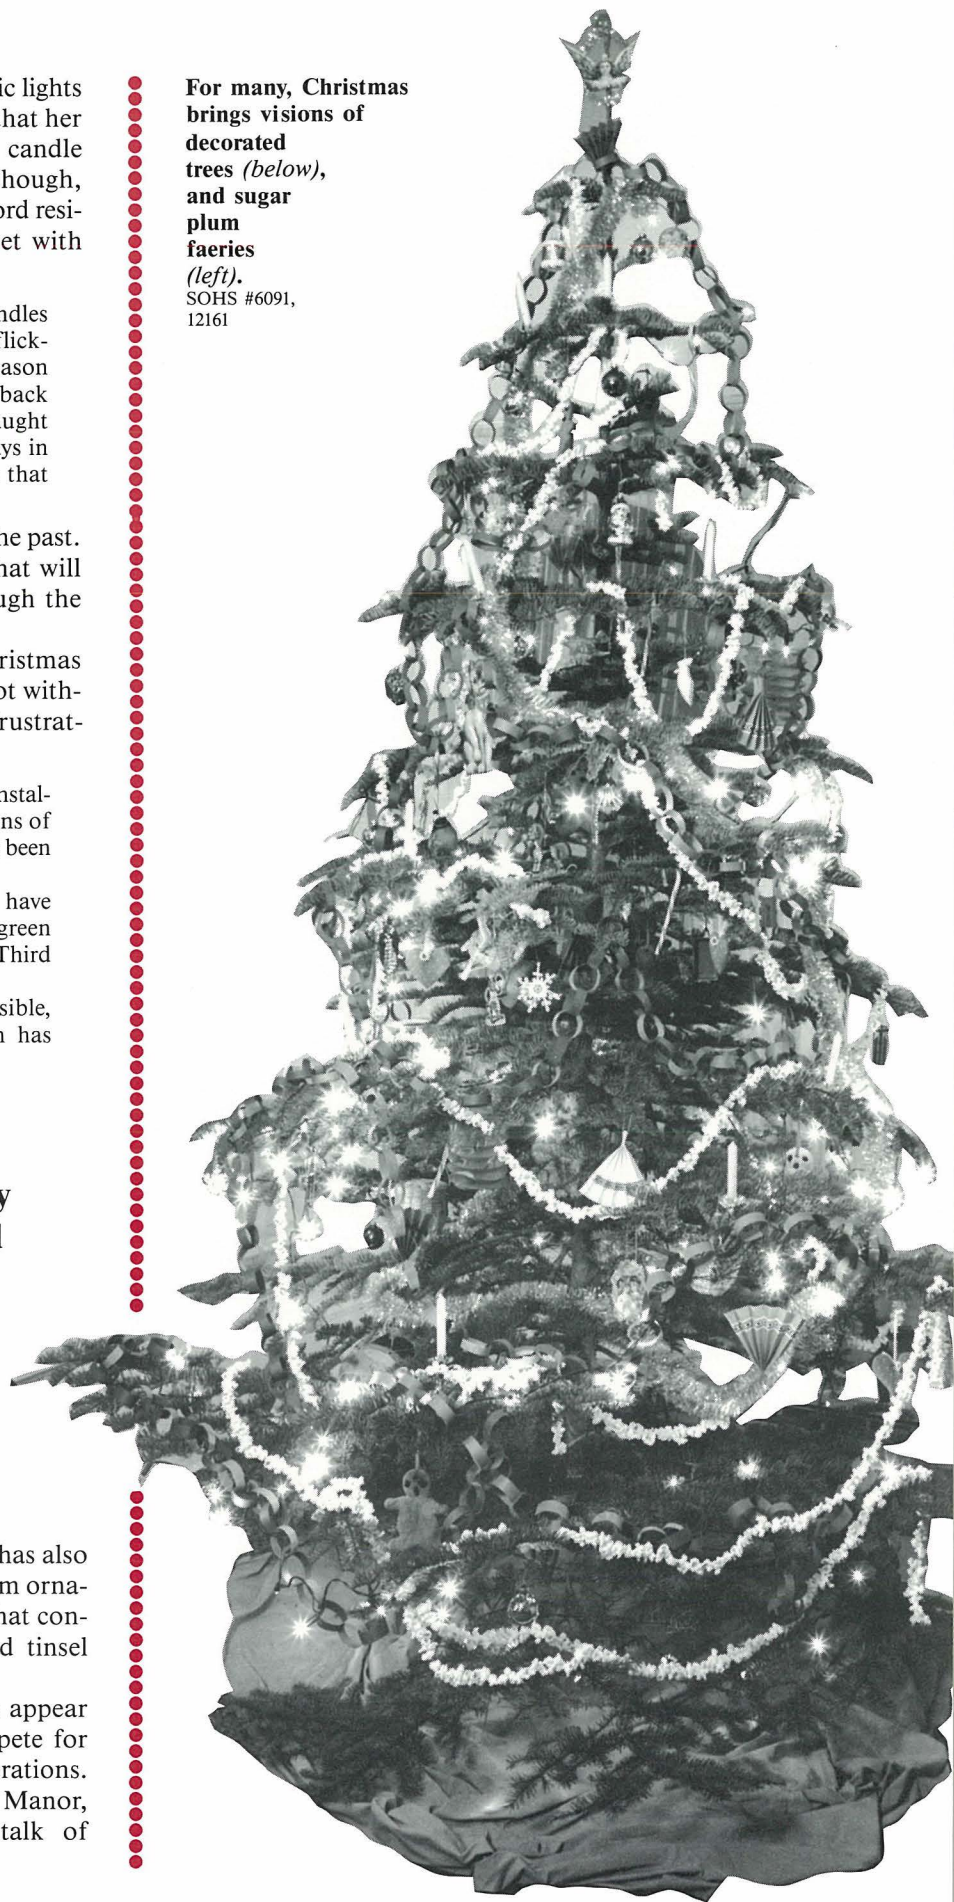 ic lights
hat her
candle
hough,
ord resi-
et with
ndles
flick-
ason
back
ught
ys in
that
he past.
hat will
ugh the
ristmas
ot with-
rustrat-
nstal-
ns of
been
have
green
Third
sible,
n has
y
l
has also
m orna-
hat con-
d tinsel
appear
pete for
rations.
Manor,
talk of
For many, Christmas
brings visions of
decorated
trees (below),
and sugar
plum
faeries
(left).
SOHS #6091,
12161